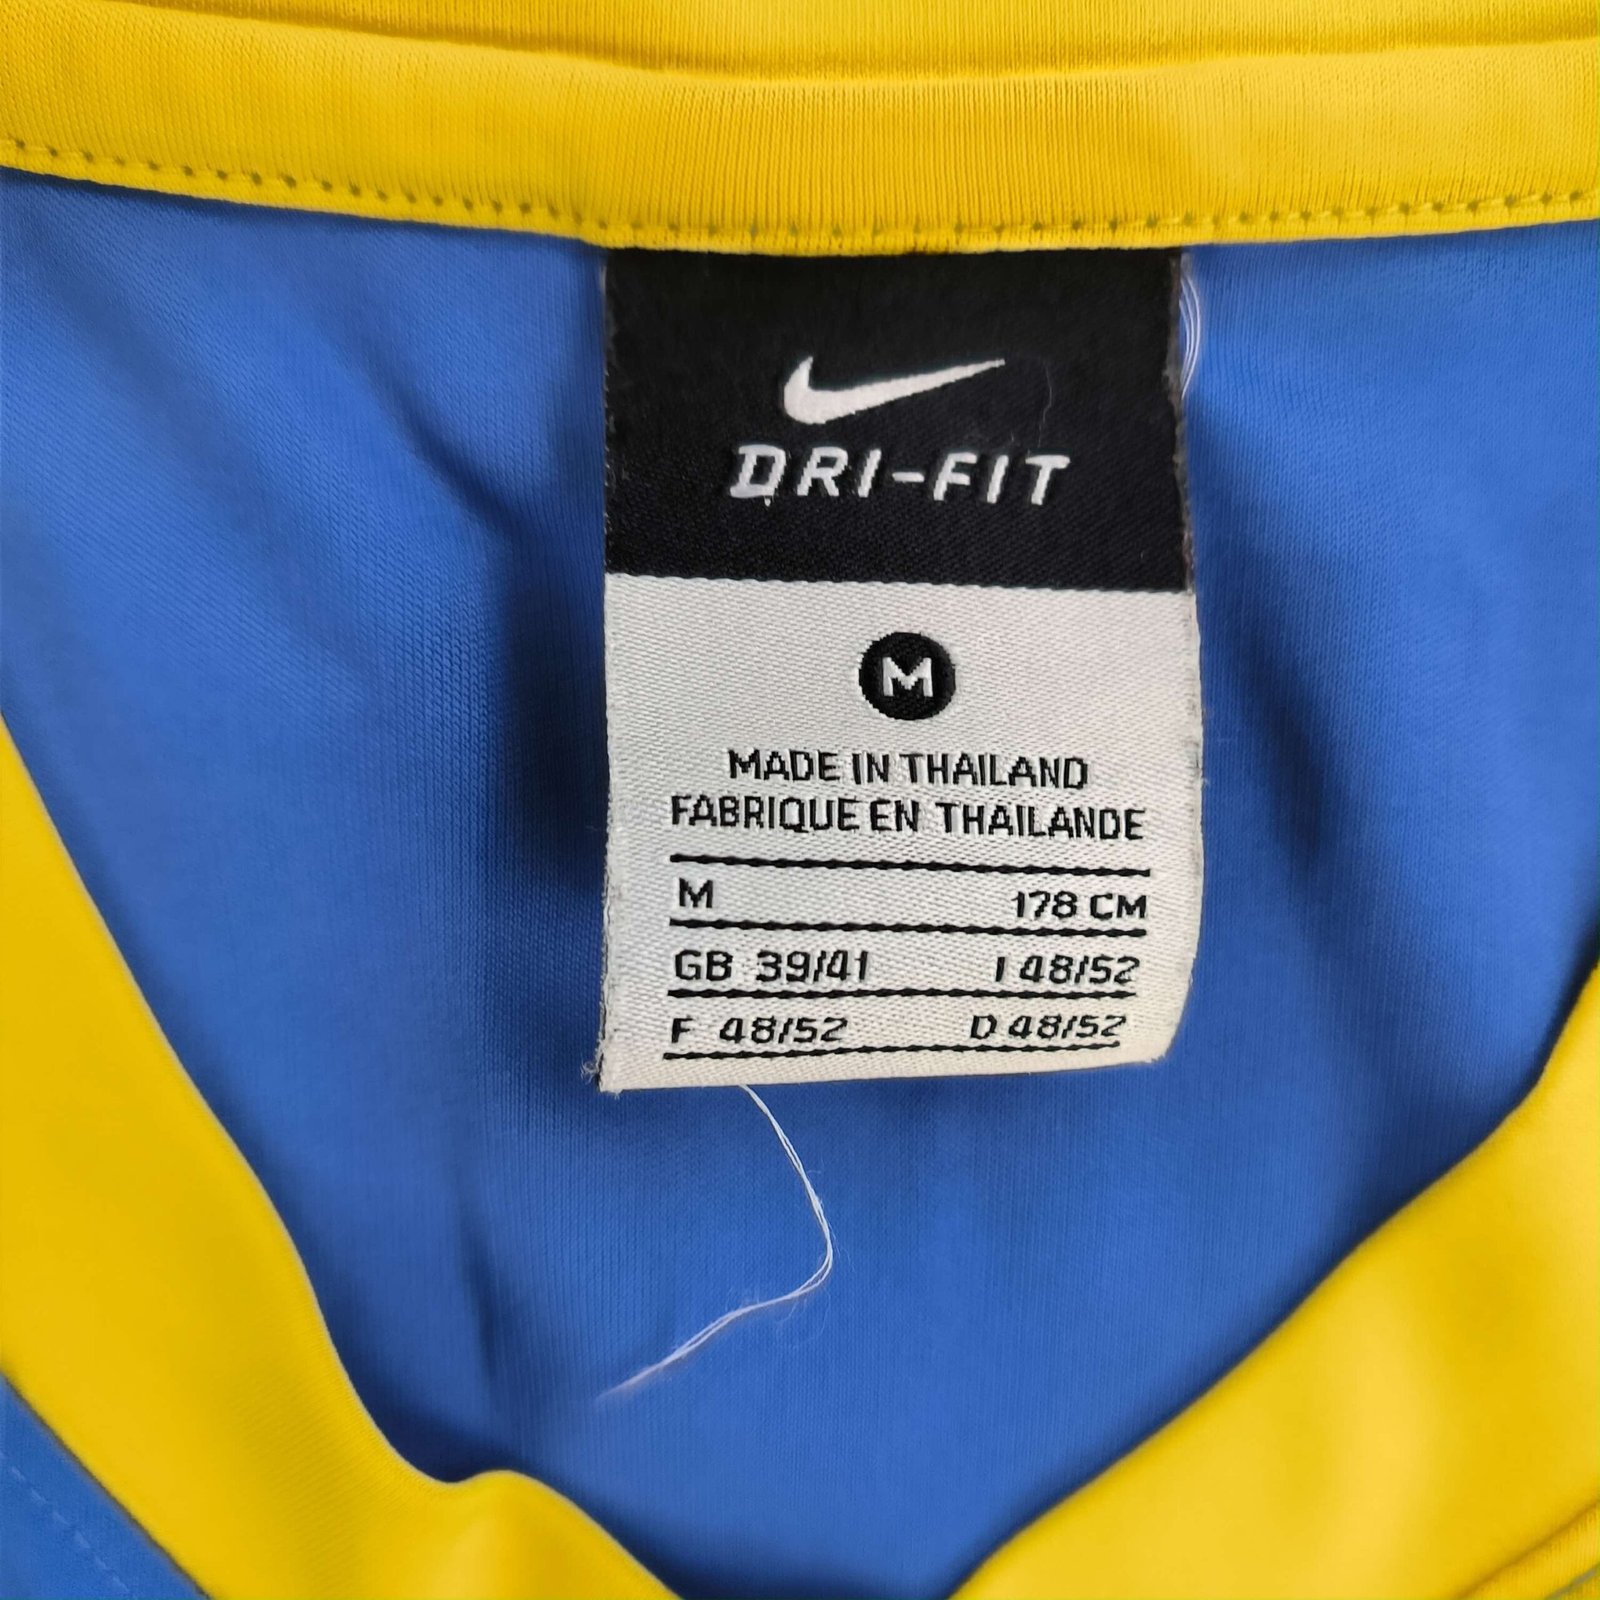 DRI-FIT
M
MADE IN THAILAND
FABRIQUE EN THAILANDE
M 178 CM
GB 39/41 I 48/52
F 48/52 D 48/52